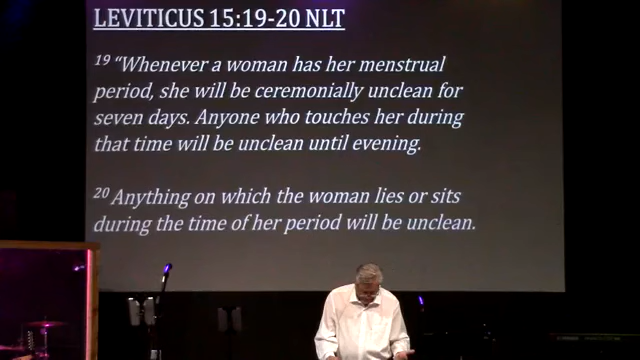 LEVITICUS 15:19-20 NLT
19 “Whenever a woman has her menstrual
period, she will be ceremonially unclean for
seven days. Anyone who touches her during
that time will be unclean until evening.
20 Anything on which the woman lies or sits
during the time of her period will be unclean.